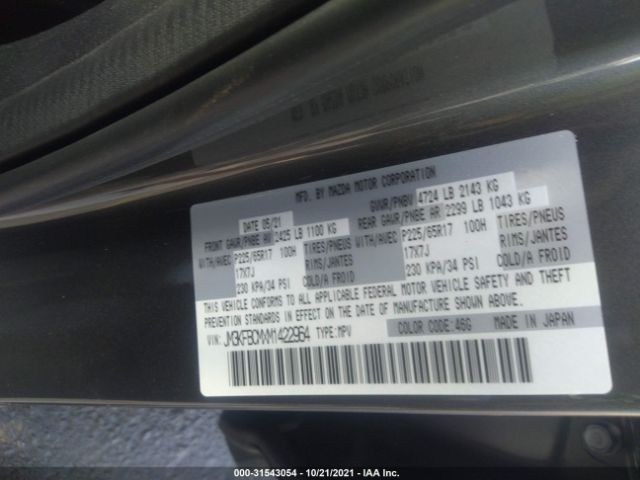 MFD. BY MAZDA MOTOR CORPORATION
DATE 05/21 GVWR/PNBV 4724 LB 2143 KG
FRONT GAWR/PNBE AV 2425 LB 1100 KG REAR GAWR/PNBE AR 2299 LB 1043 KG
WITH/AVEC P225/65R17 100H TIRES/PNEUS WITH/AVEC P225/65R17 100H TIRES/PNEUS
17X7J RIMS/JANTES 17X7J RIMS/JANTES
230 KPA/34 PSI COLD/A FROID 230 KPA/34 PSI COLD/A FROID
THIS VEHICLE CONFORMS TO ALL APPLICABLE FEDERAL MOTOR VEHICLE SAFETY AND THEFT
PREVENTION STANDARDS IN EFFECT ON THE DATE OF MANUFACTURE SHOWN ABOVE.
VIN: JM3KFBCMXM1422964 TYPE:MPV COLOR CODE:46G MADE IN JAPAN
000-31543054 - 10/21/2021 - IAA Inc.